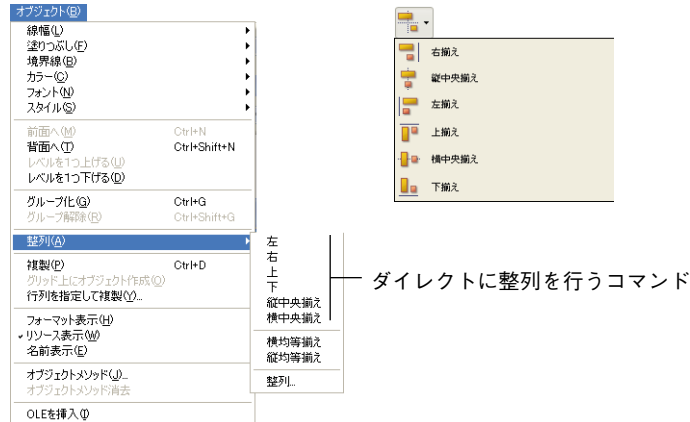 オブジェクト(B)
線幅(L)
塗りつぶし(F)
境界線(B)
カラー(C)
フォント(N)
スタイル(S)
前面へ(M) Ctrl+N
背面へ(T) Ctrl+Shift+N
レベルを1つ上げる(U)
レベルを1つ下げる(D)
グループ化(G) Ctrl+G
グループ解除(R) Ctrl+Shift+G
整列(A)
複製(P) Ctrl+D
グリッド上にオブジェクト作成(O)
行列を指定して複製(Y)...
フォーマット表示(H)
リソース表示(W)
名前表示(E)
オブジェクトメソッド(J)...
オブジェクトメソッド消去
OLEを挿入(I)
左
右
上
下
縦中央揃え
横中央揃え
横均等揃え
縦均等揃え
整列...
右揃え
縦中央揃え
左揃え
上揃え
横中央揃え
下揃え
ダイレクトに整列を行うコマンド